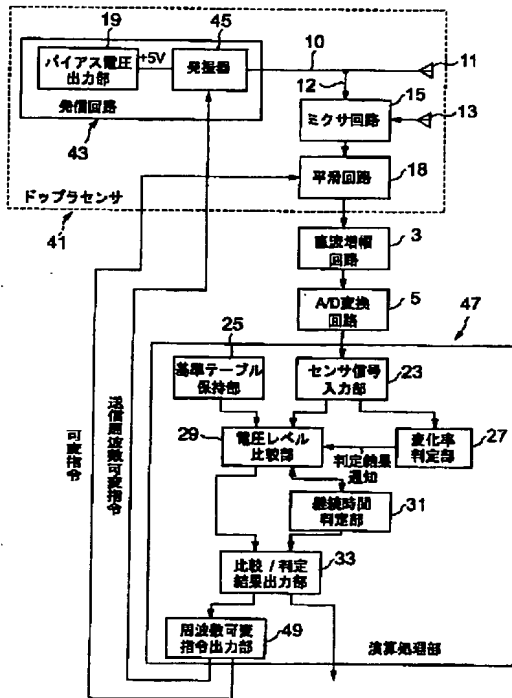 19
45
バイアス電圧
出力部
+5V
発振器
10
11
12
15
13
発信回路
43
ミクサ回路
平滑回路
18
ドップラセンサ
41
直流増幅
回路
3
A/D変換
回路
5
47
25
基準テーブル
保持部
センサ信号
入力部
23
29
電圧レベル
比較部
変化率
判定部
27
判定結果
通知
継続時間
判定部
31
可変指令
送信周波数可変指令
比較/判定
結果出力部
33
周波数可変
指令出力部
49
演算処理部